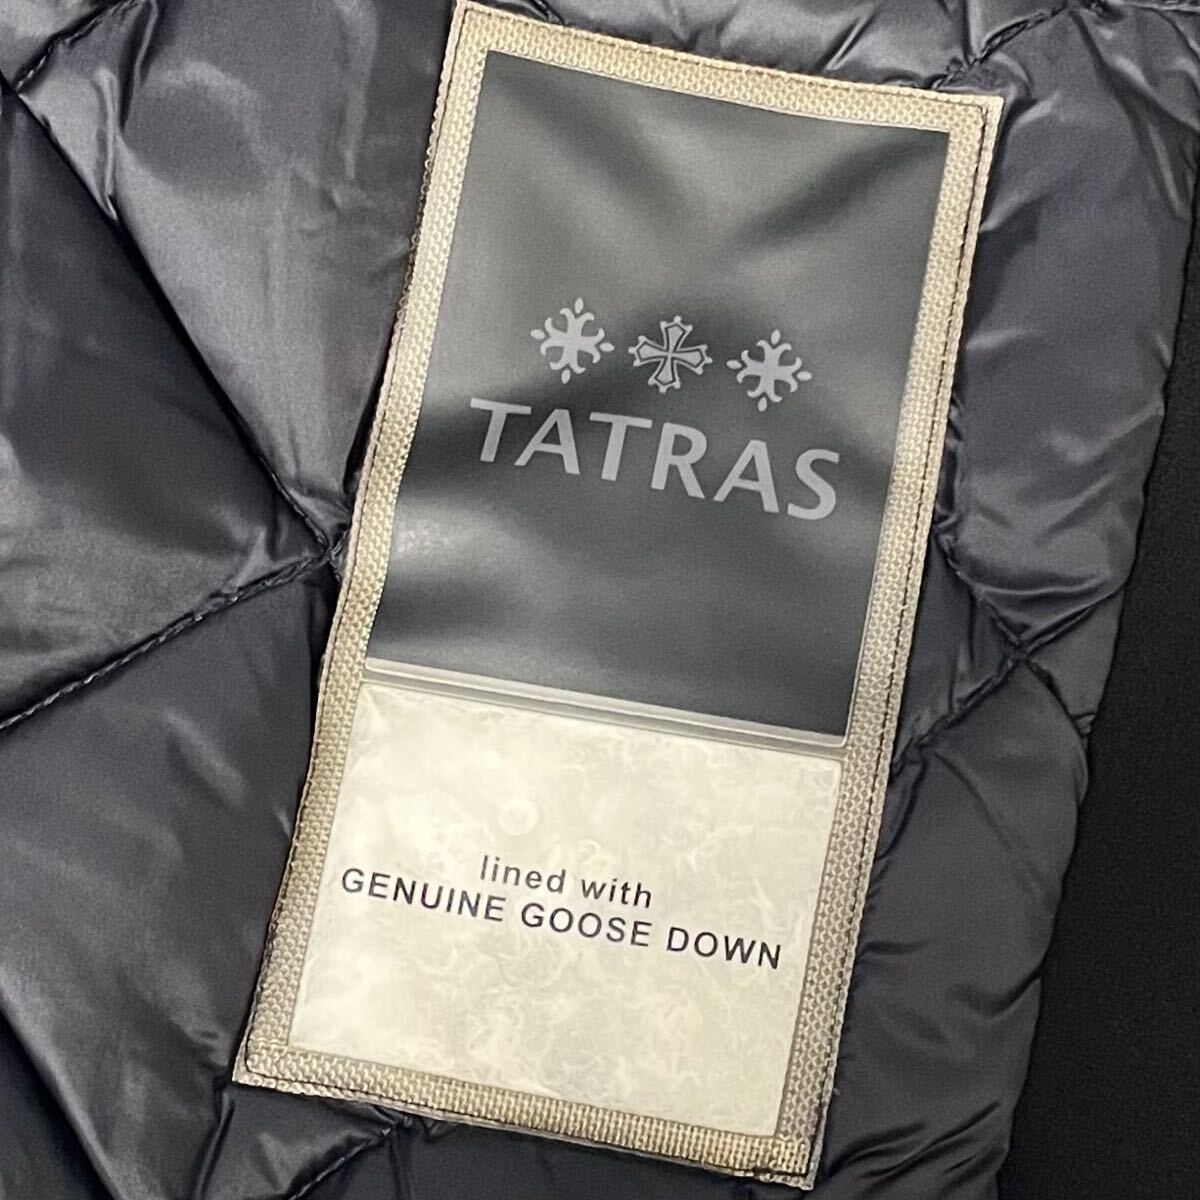 TATRAS
lined with
GENUINE GOOSE DOWN